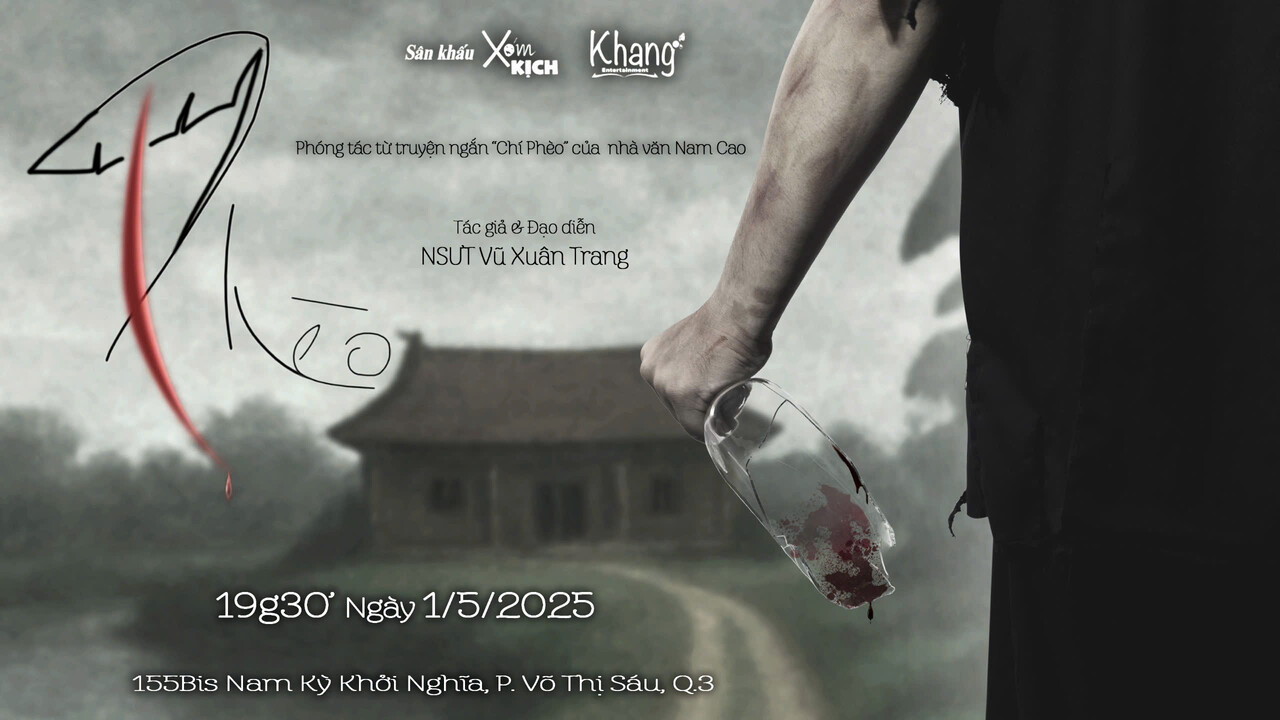 Sân khấu Xóm KỊCH
Khang Entertainment
Phóng tác từ truyện ngắn "Chí Phèo" của nhà văn Nam Cao
Tác giả & Đạo diễn
NSƯT Vũ Xuân Trang
19g30' Ngày 1/5/2025
155Bis Nam Kỳ Khởi Nghĩa, P. Võ Thị Sáu, Q.3